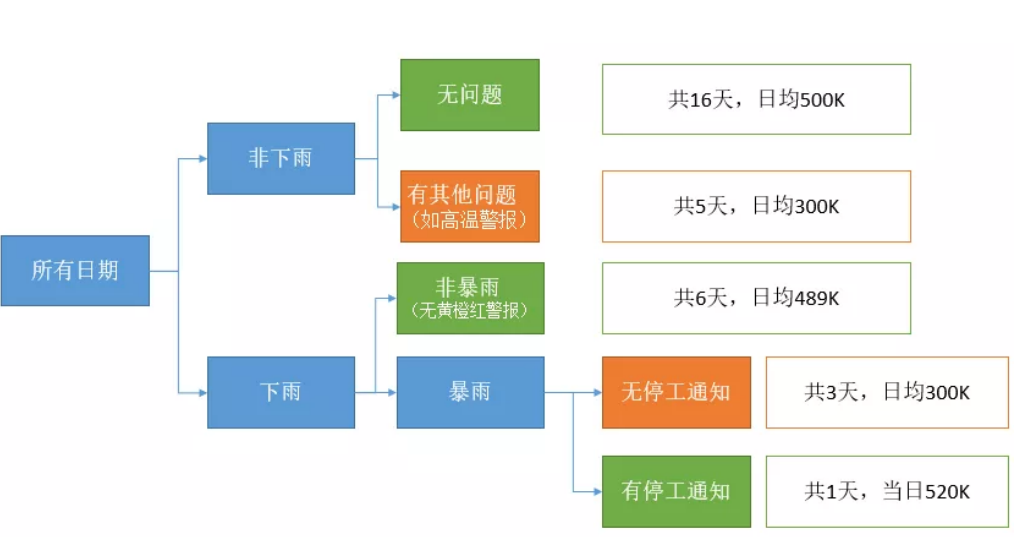 无问题
共16天，日均500K
非下雨
有其他问题
（如高温警报）
共5天，日均300K
所有日期
非暴雨
（无黄橙红警报）
共6天，日均489K
下雨
暴雨
无停工通知
共3天，日均300K
有停工通知
共1天，当日520K